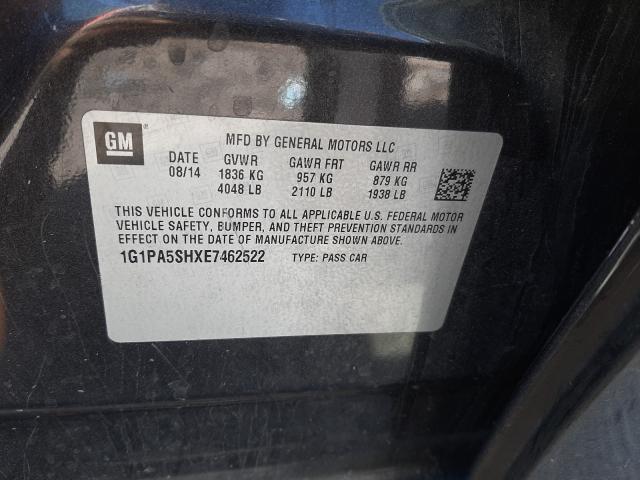 GM
MFD BY GENERAL MOTORS LLC
DATE GVWR GAWR FRT GAWR RR
08/14 1836 KG 957 KG 879 KG
4048 LB 2110 LB 1938 LB
THIS VEHICLE CONFORMS TO ALL APPLICABLE U.S. FEDERAL MOTOR
VEHICLE SAFETY, BUMPER, AND THEFT PREVENTION STANDARDS
IN EFFECT ON THE DATE OF MANUFACTURE SHOWN ABOVE.
1G1PA5SHXE7462522 TYPE: PASS CAR